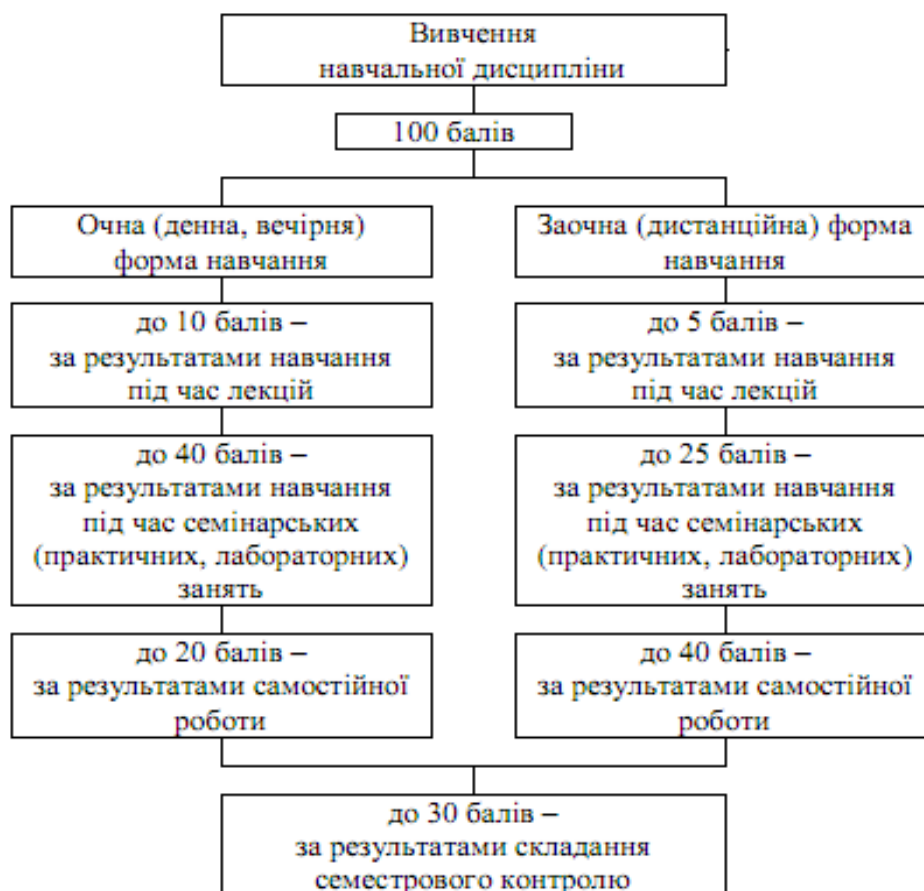 Вивчення
навчальної дисципліни
100 балів
Очна (денна, вечірня)
форма навчання
Заочна (дистанційна) форма
навчання
до 10 балів –
за результатами навчання
під час лекцій
до 5 балів –
за результатами навчання
під час лекцій
до 40 балів –
за результатами навчання
під час семінарських
(практичних, лабораторних)
занять
до 25 балів –
за результатами навчання
під час семінарських
(практичних, лабораторних)
занять
до 20 балів –
за результатами самостійної
роботи
до 40 балів –
за результатами самостійної
роботи
до 30 балів –
за результатами складання
семестрового контролю